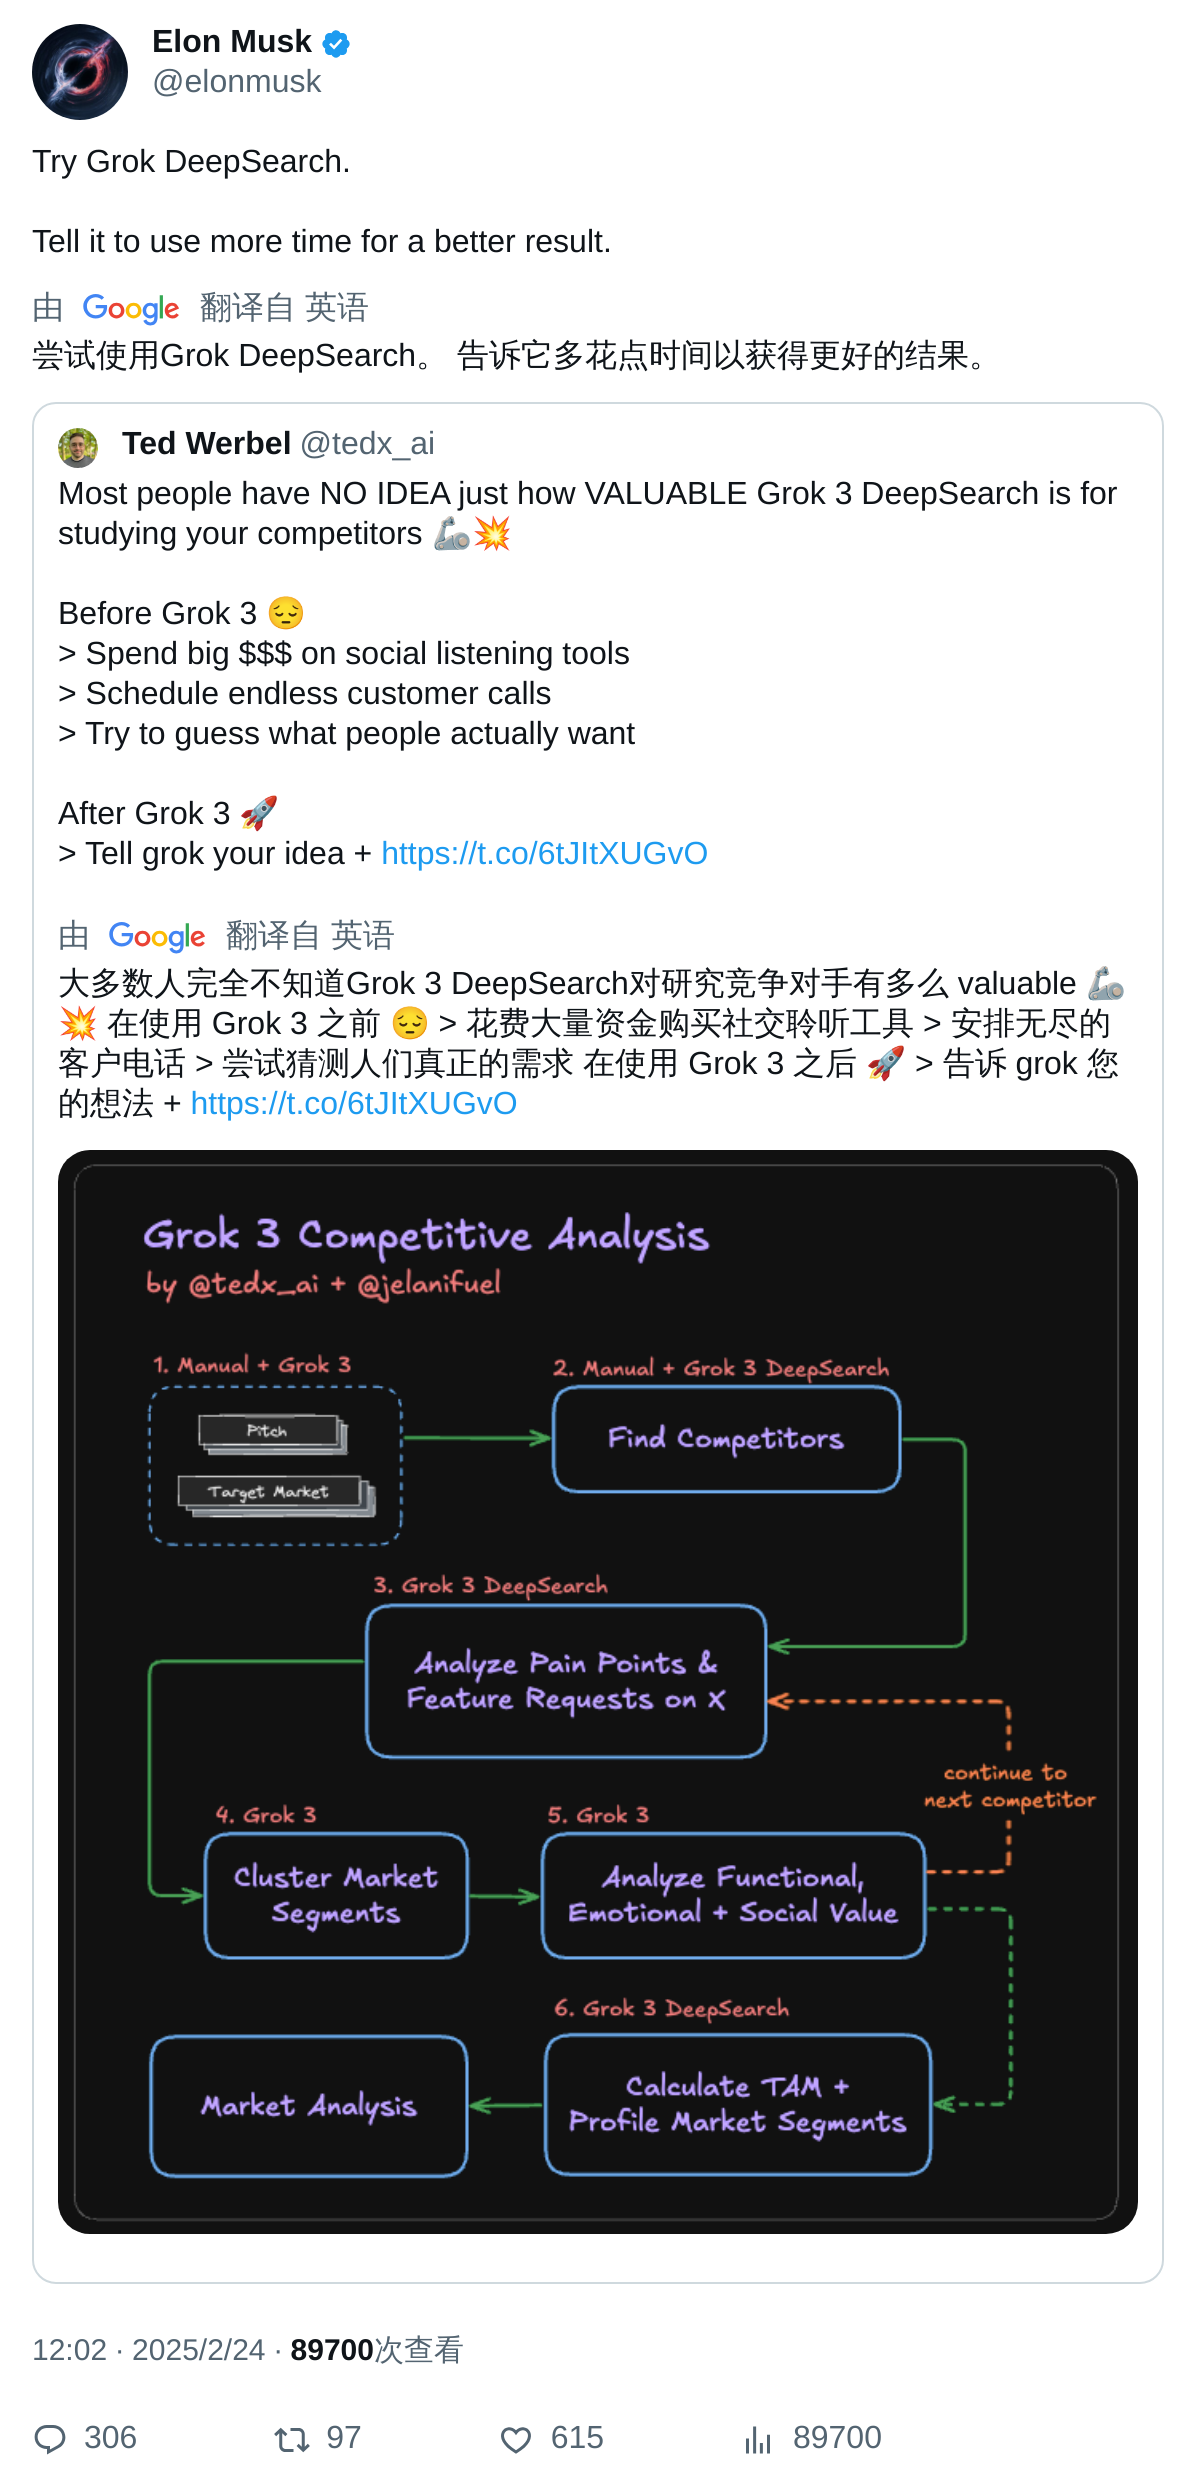 Elon Musk
@elonmusk
Try Grok DeepSearch.
Tell it to use more time for a better result.
由 Google 翻译自 英语
尝试使用Grok DeepSearch。 告诉它多花点时间以获得更好的结果。
Ted Werbel @tedx_ai
Most people have NO IDEA just how VALUABLE Grok 3 DeepSearch is for
studying your competitors 🦾💥
Before Grok 3 😔
> Spend big $$$ on social listening tools
> Schedule endless customer calls
> Try to guess what people actually want
After Grok 3 🚀
> Tell grok your idea + https://t.co/6tJItXUGvO
由 Google 翻译自 英语
大多数人完全不知道Grok 3 DeepSearch对研究竞争对手有多么 valuable 🦾
💥 在使用 Grok 3 之前 😔 > 花费大量资金购买社交聆听工具 > 安排无尽的
客户电话 > 尝试猜测人们真正的需求 在使用 Grok 3 之后 🚀 > 告诉 grok 您
的想法 + https://t.co/6tJItXUGvO
Grok 3 Competitive Analysis
by @tedx_ai + @jelanifuel
1. Manual + Grok 3
Pitch
Target Market
2. Manual + Grok 3 DeepSearch
Find Competitors
3. Grok 3 DeepSearch
Analyze Pain Points &
Feature Requests on X
continue to
next competitor
4. Grok 3
Cluster Market
Segments
5. Grok 3
Analyze Functional,
Emotional + Social Value
6. Grok 3 DeepSearch
Calculate TAM +
Profile Market Segments
Market Analysis
12:02 · 2025/2/24 · 89700次查看
306 97 615 89700